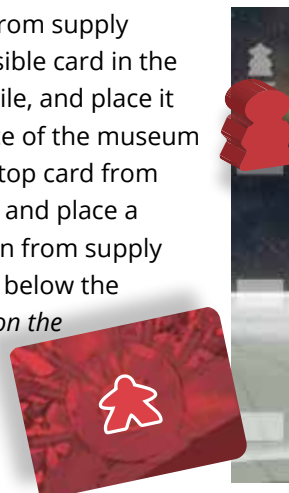 rom supply
sible card in the
ile, and place it
e of the museum
top card from
and place a
n from supply
below the
on the